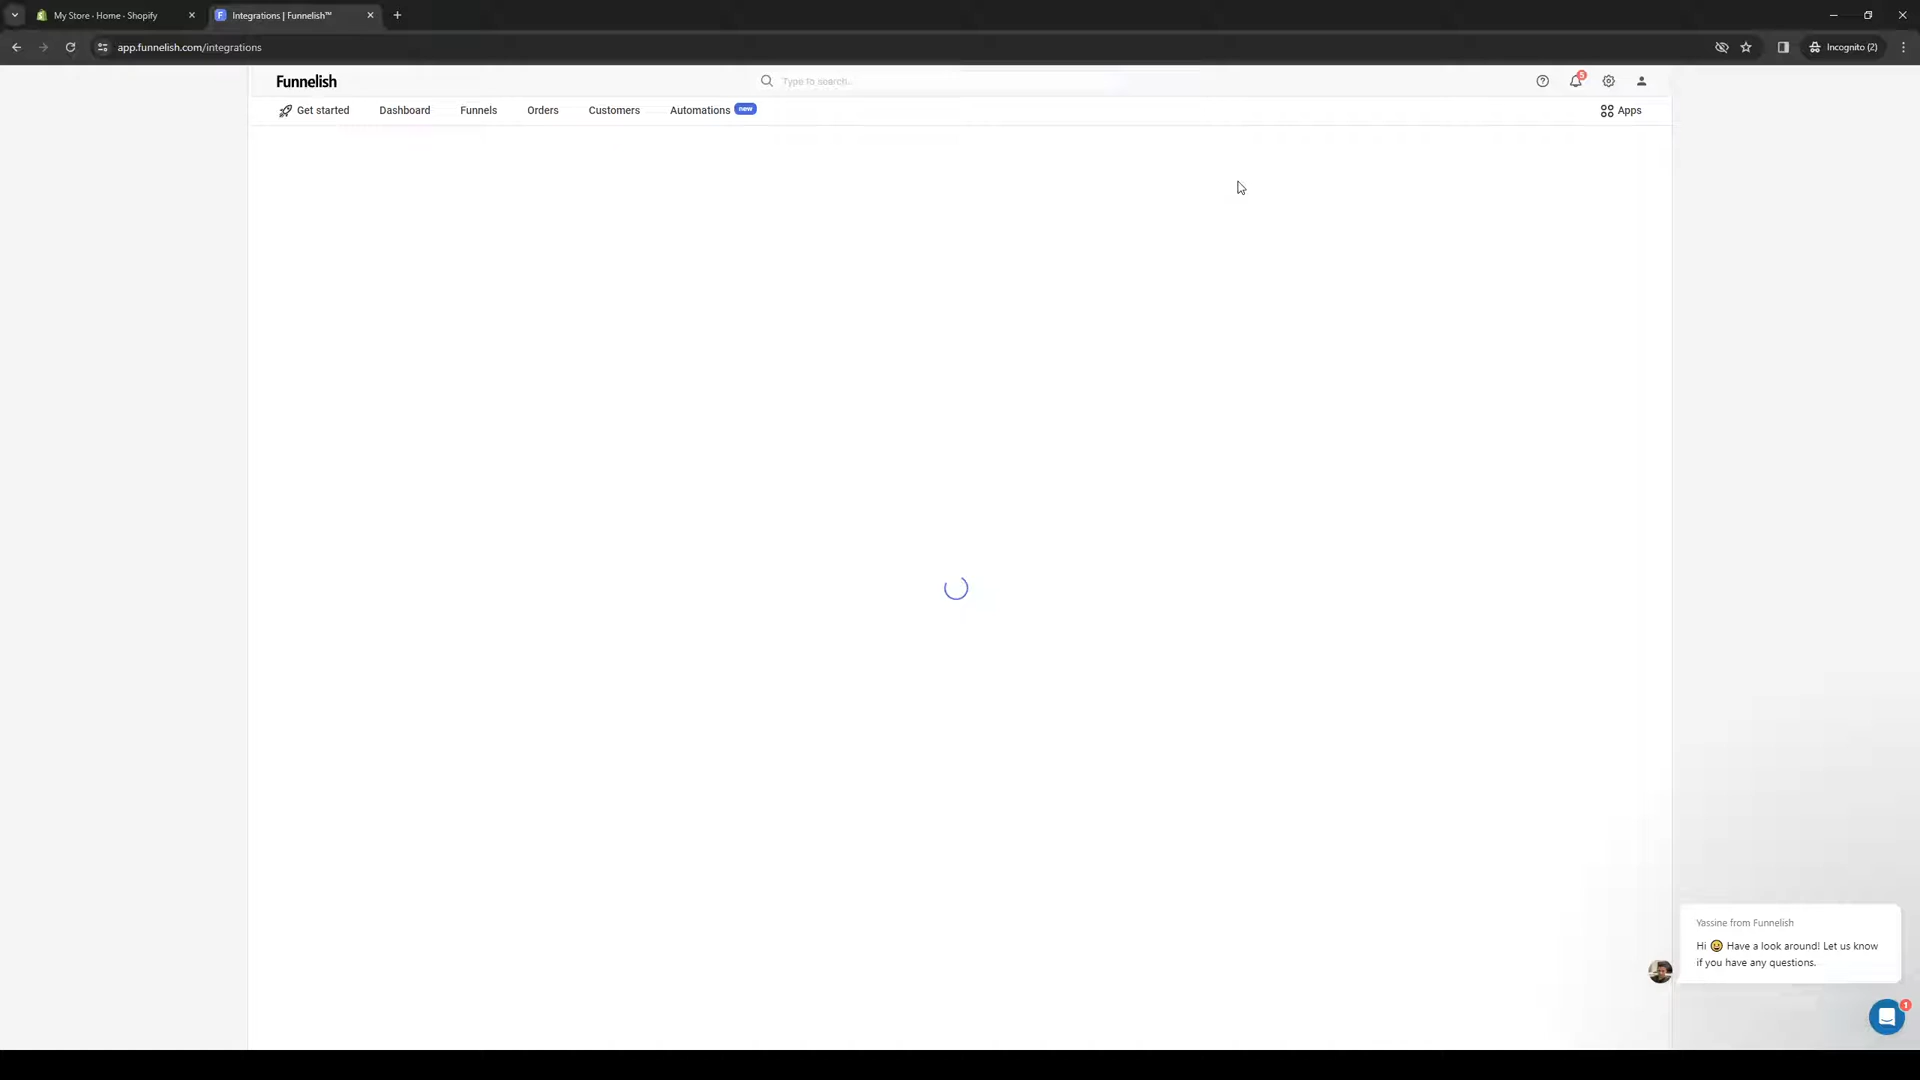 My Store · Home · Shopify
Integrations | Funnelish™
app.funnelish.com/integrations
Incognito (2)
Funnelish
Type to search..
5
Get started
Dashboard
Funnels
Orders
Customers
Automations new
Apps
Yassine from Funnelish
Hi 😀 Have a look around! Let us know
if you have any questions.
1